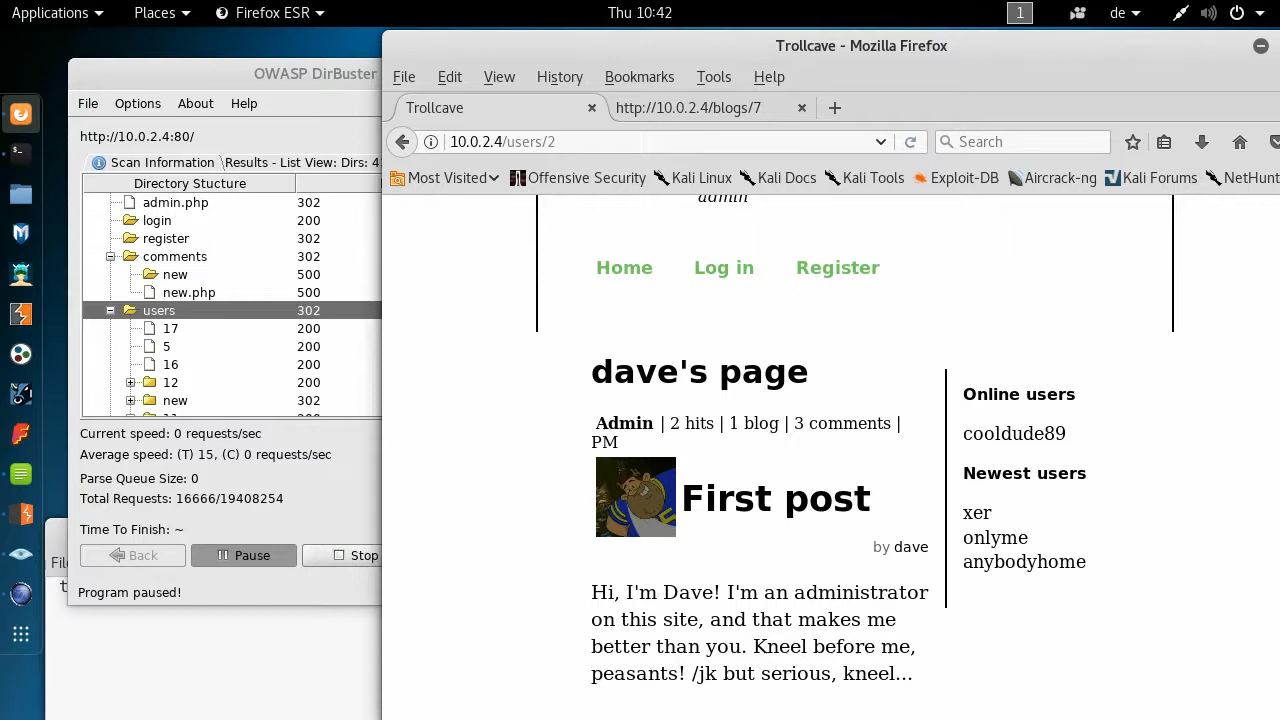 Applications Places Firefox ESR Thu 10:42 1 de
OWASP DirBuster
File Options About Help
http://10.0.2.4:80/
Scan Information Results - List View: Dirs: 4
Directory Stucture
admin.php 302
login 200
register 302
comments 302
new 500
new.php 500
users 302
17 200
5 200
16 200
12 200
new 302
Current speed: 0 requests/sec
Average speed: (T) 15, (C) 0 requests/sec
Parse Queue Size: 0
Total Requests: 16666/19408254
Time To Finish: ~
Back Pause Stop
Program paused!
Trollcave - Mozilla Firefox
File Edit View History Bookmarks Tools Help
Trollcave http://10.0.2.4/blogs/7
10.0.2.4/users/2 Search
Most Visited Offensive Security Kali Linux Kali Docs Kali Tools Exploit-DB Aircrack-ng Kali Forums NetHunt
admin
Home Log in Register
dave's page
Admin | 2 hits | 1 blog | 3 comments |
PM
First post
by dave
Hi, I'm Dave! I'm an administrator
on this site, and that makes me
better than you. Kneel before me,
peasants! /jk but serious, kneel...
Online users
cooldude89
Newest users
xer
onlyme
anybodyhome